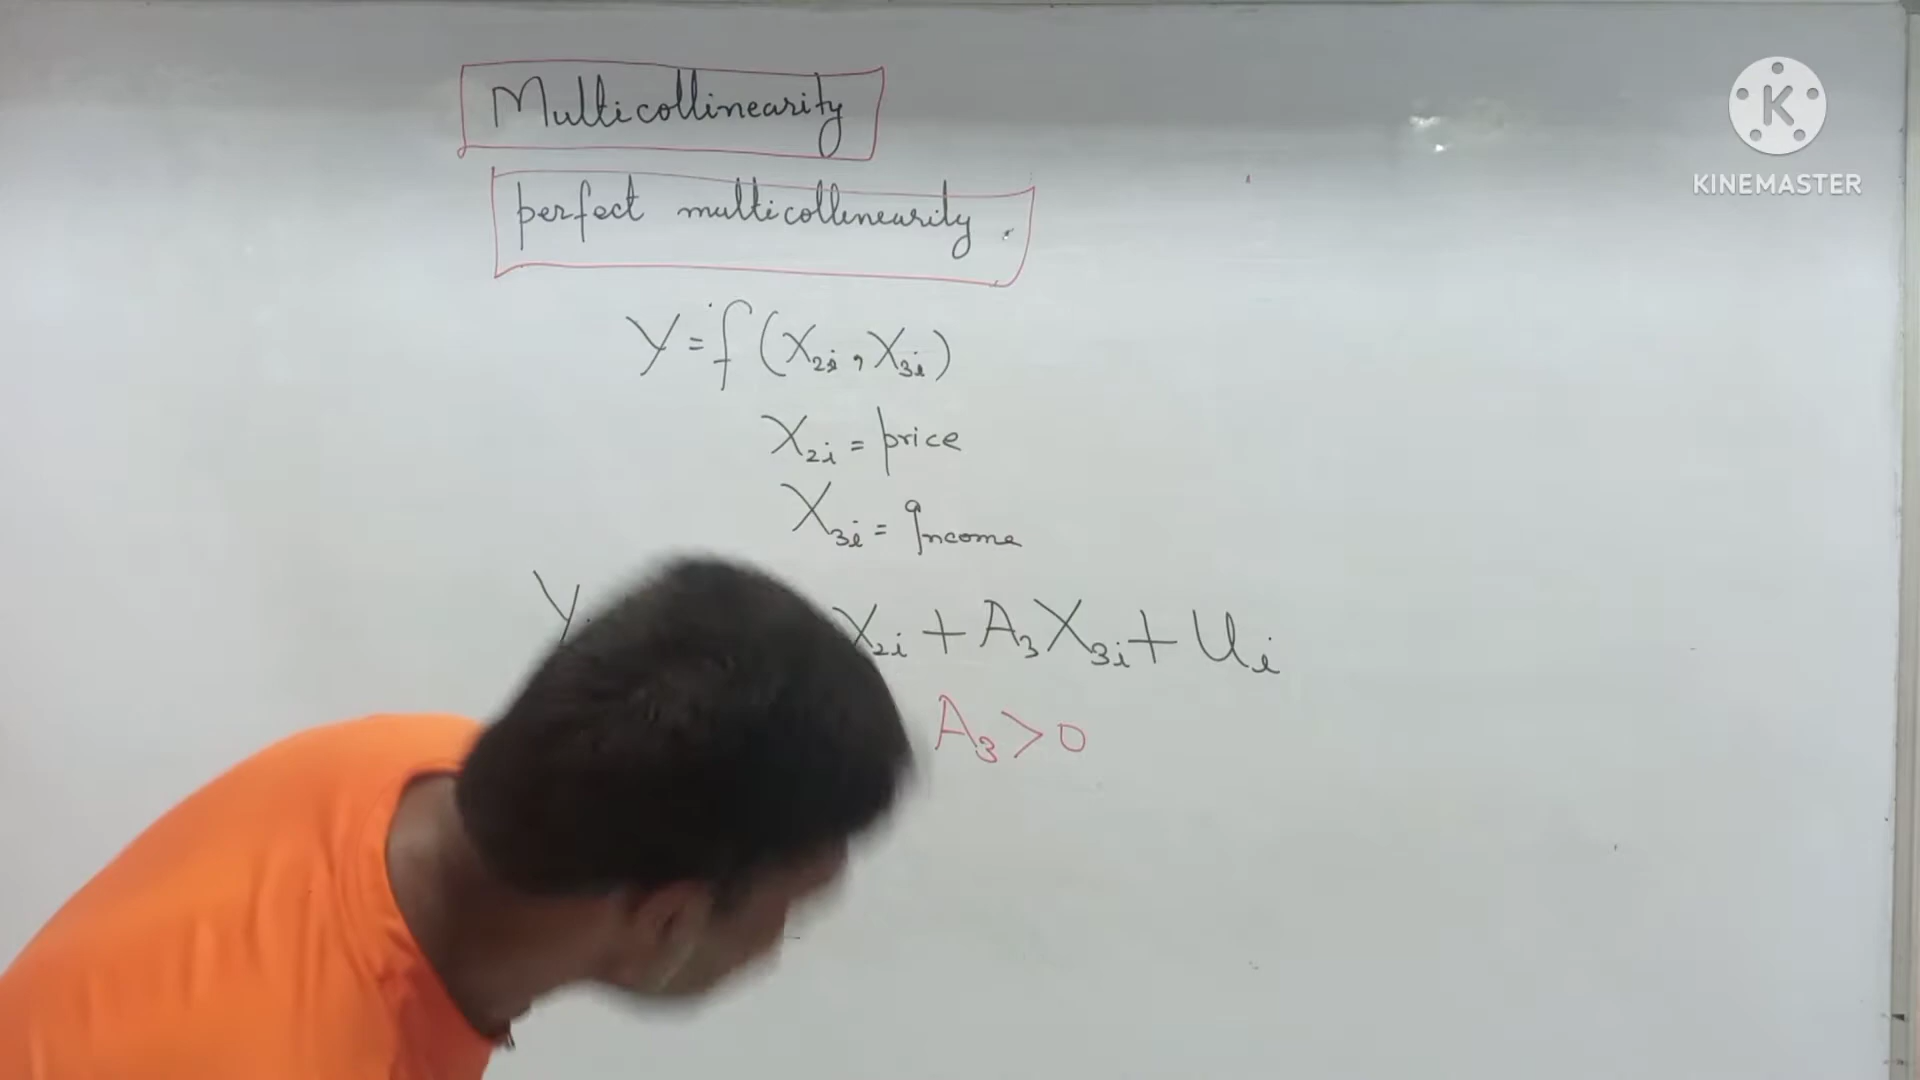 Multicollinearity
KINEMASTER
perfect multicollinearity.
Y = f (X₂ᵢ, X₃ᵢ)
X₂ᵢ = price
X₃ᵢ = Income
Y X₂ᵢ + A₃X₃ᵢ + Uᵢ
A₃ > 0